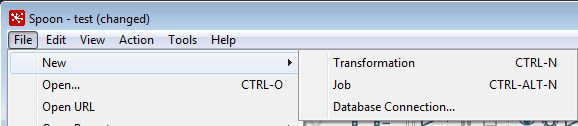 Spoon - test (changed)
File Edit View Action Tools Help
New Transformation CTRL-N
Open... CTRL-O Job CTRL-ALT-N
Open URL Database Connection...